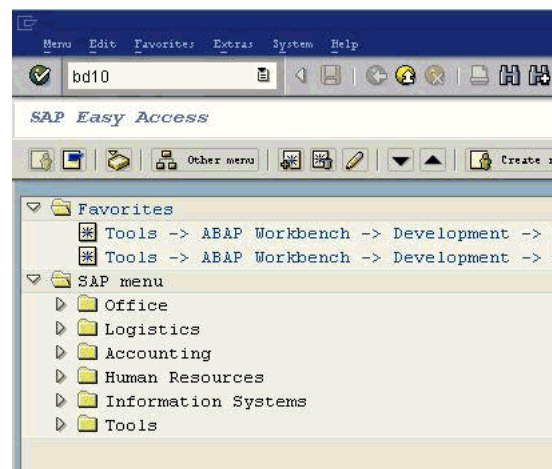 Menu Edit Favorites Extras System Help
bd10
SAP Easy Access
Other menu Create
Favorites
Tools -> ABAP Workbench -> Development ->
Tools -> ABAP Workbench -> Development ->
SAP menu
Office
Logistics
Accounting
Human Resources
Information Systems
Tools